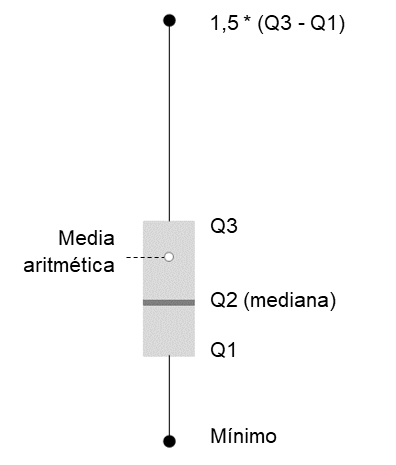 1,5 * (Q3 - Q1)
Q3
Media
aritmética
Q2 (mediana)
Q1
Mínimo